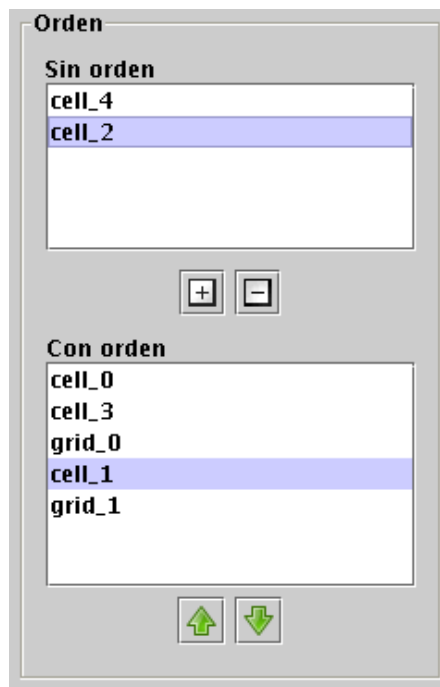 Orden
Sin orden
cell_4
cell_2
Con orden
cell_0
cell_3
grid_0
cell_1
grid_1